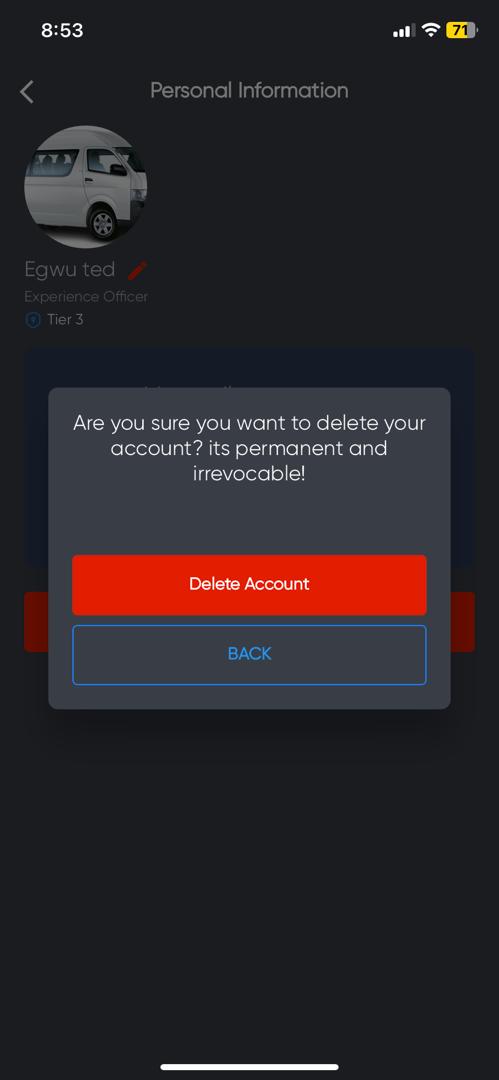 8:53
71
Personal Information
Egwu ted
Experience Officer
Tier 3
Are you sure you want to delete your
account? its permanent and
irrevocable!
Delete Account
BACK